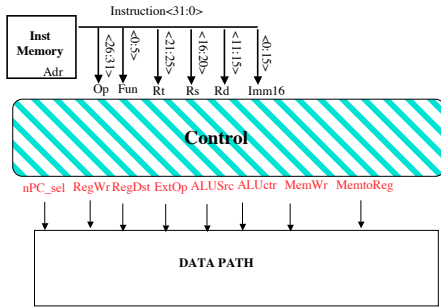 Instruction<31:0>
Inst
Memory
Adr
<26:31>
<0:5>
<21:25>
<16:20>
<11:15>
<0:15>
Op Fun Rt Rs Rd Imm16
Control
nPC_sel RegWr RegDst ExtOp ALUSrc ALUctr MemWr MemtoReg
DATA PATH